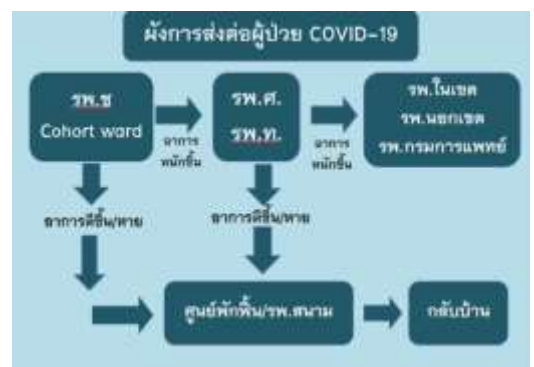 ผังการส่งต่อผู้ป่วย COVID-19
รพ.ช
Cohort ward
อาการ
หนักขึ้น
รพ.ศ.
รพ.ท.
อาการ
หนักขึ้น
รพ.ในเขต
รพ.นอกเขต
รพ.กรมการแพทย์
อาการดีขึ้น/หาย
อาการดีขึ้น/หาย
ศูนย์พักฟื้น/รพ.สนาม
กลับบ้าน